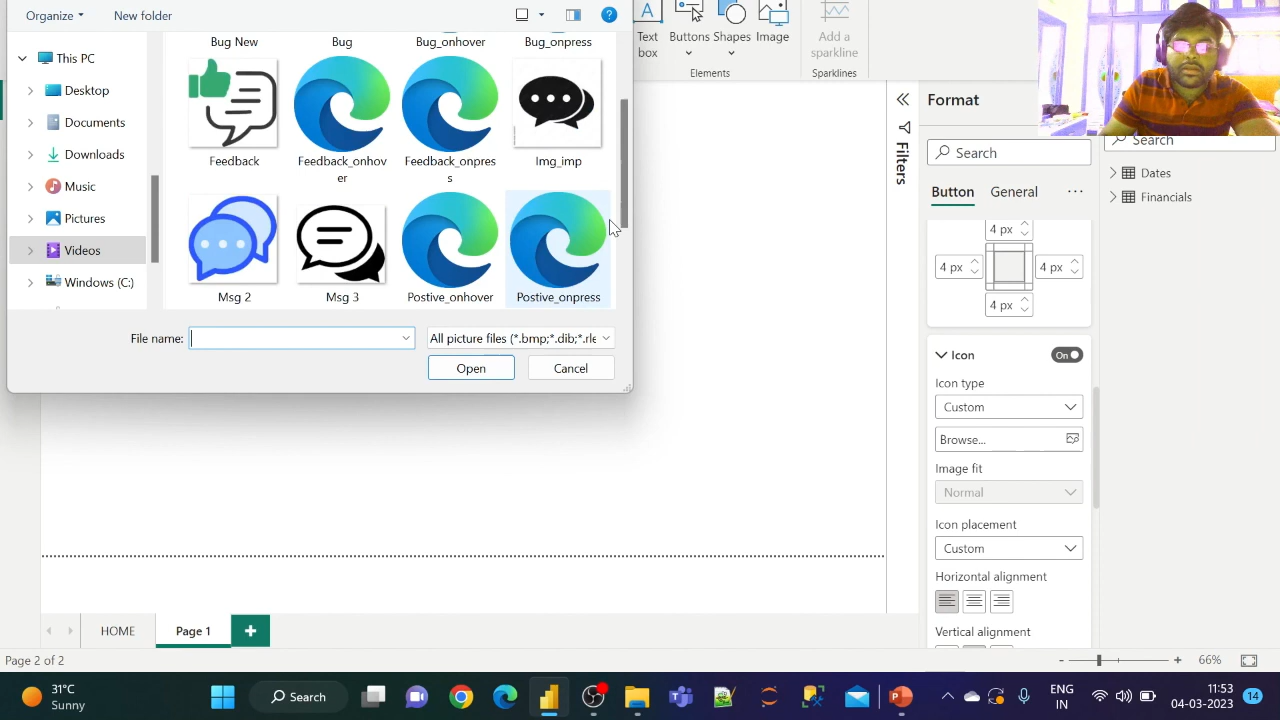 Organize
New folder
Bug New
Bug
Bug_onhover
Bug_onpress
Feedback
Feedback_onhov
er
Feedback_onpres
s
Img_imp
Msg 2
Msg 3
Postive_onhover
Postive_onpress
This PC
Desktop
Documents
Downloads
Music
Pictures
Videos
Windows (C:)
File name:
All picture files (*.bmp;*.dib;*.rle
Open
Cancel
Text
box
Buttons
Shapes
Image
Elements
Add a
sparkline
Sparklines
Filters
Format
Search
Button
General
4 px
4 px
4 px
4 px
Icon
On
Icon type
Custom
Browse...
Image fit
Normal
Icon placement
Custom
Horizontal alignment
Vertical alignment
Search
Dates
Financials
HOME
Page 1
Page 2 of 2
66%
31°C
Sunny
Search
ENG
IN
11:53
04-03-2023
14